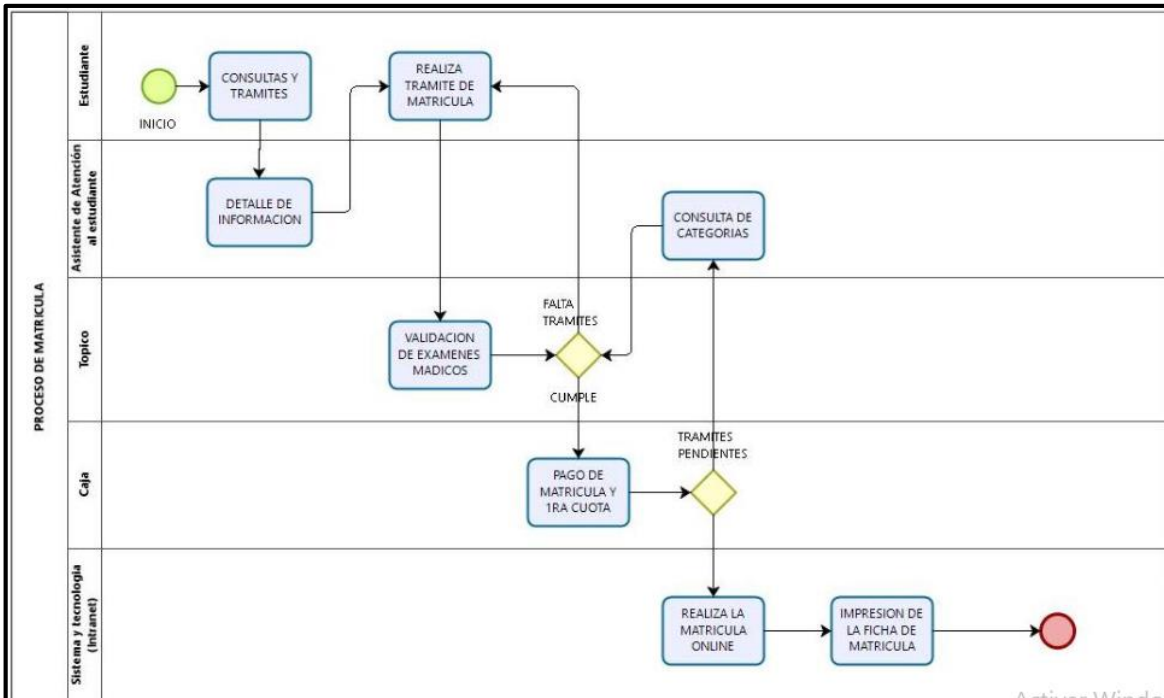 PROCESO DE MATRICULA
Estudiante
INICIO
CONSULTAS Y
TRAMITES
REALIZA
TRAMITE DE
MATRICULA
Asistente de Atención
al estudiante
DETALLE DE
INFORMACION
CONSULTA DE
CATEGORIAS
Topico
VALIDACION
DE EXAMENES
MADICOS
FALTA
TRAMITES
CUMPLE
Caja
PAGO DE
MATRICULA Y
1RA CUOTA
TRAMITES
PENDIENTES
Sistema y tecnologia
(Intranet)
REALIZA LA
MATRICULA
ONLINE
IMPRESION DE
LA FICHA DE
MATRICULA